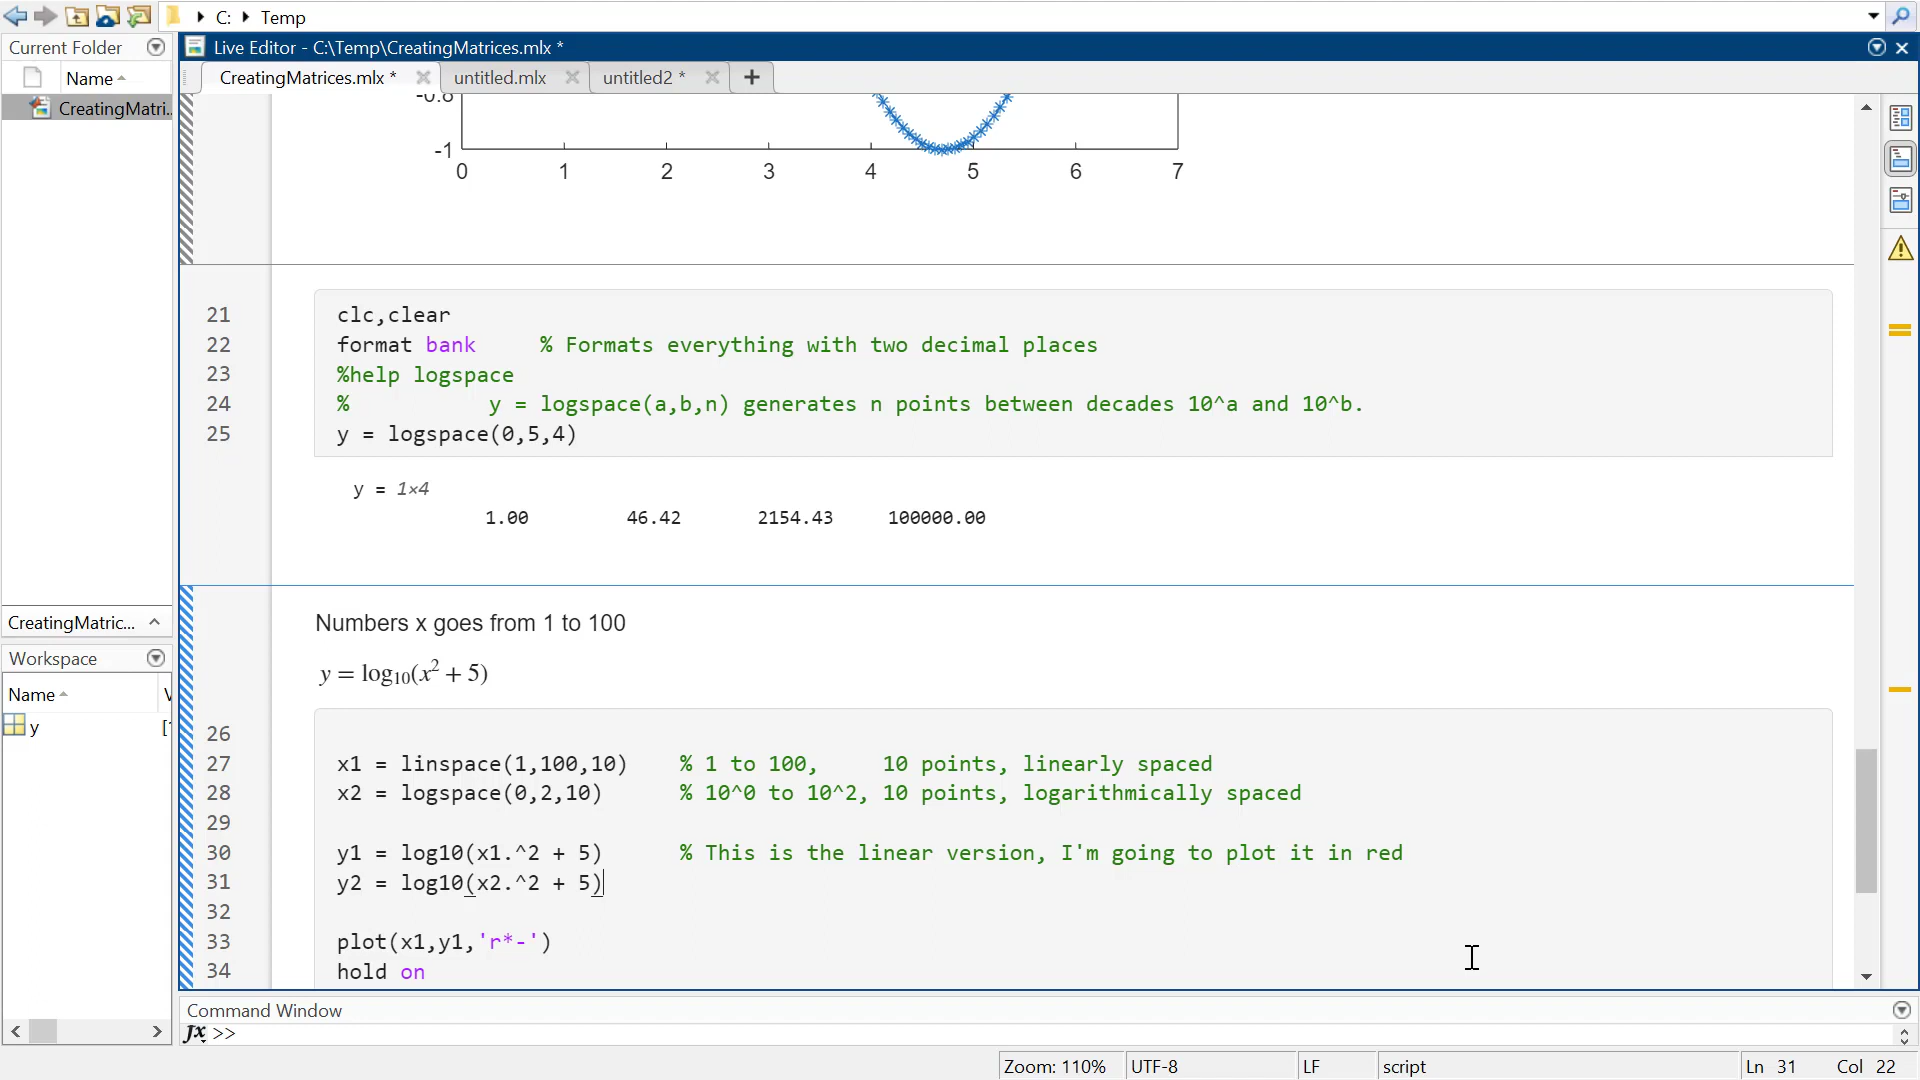 C: Temp
Current Folder
Live Editor - C:\Temp\CreatingMatrices.mlx *
Name
CreatingMatrices.mlx *
untitled.mlx
untitled2 *
CreatingMatri...
-0.8
-1
0 1 2 3 4 5 6 7
21 clc,clear
22 format bank % Formats everything with two decimal places
23 %help logspace
24 % y = logspace(a,b,n) generates n points between decades 10^a and 10^b.
25 y = logspace(0,5,4)
y = 1×4
1.00 46.42 2154.43 100000.00
Numbers x goes from 1 to 100
y = log₁₀(x² + 5)
26
27 x1 = linspace(1,100,10) % 1 to 100, 10 points, linearly spaced
28 x2 = logspace(0,2,10) % 10^0 to 10^2, 10 points, logarithmically spaced
29
30 y1 = log10(x1.^2 + 5) % This is the linear version, I'm going to plot it in red
31 y2 = log10(x2.^2 + 5)
32
33 plot(x1,y1,'r*-')
34 hold on
CreatingMatric...
Workspace
Name
y
Command Window
fx >>
Zoom: 110% UTF-8 LF script Ln 31 Col 22